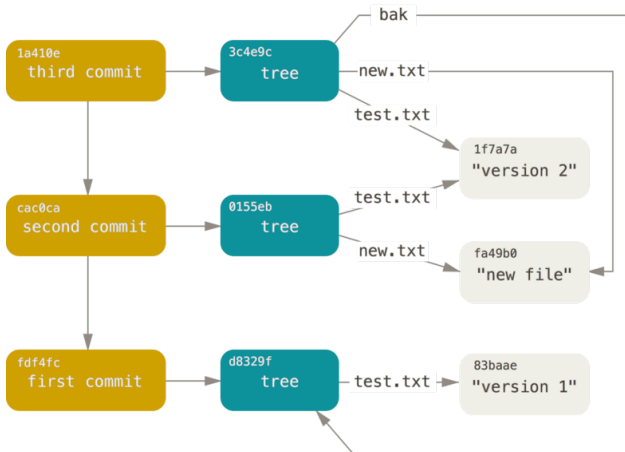 bak
1a410e
third commit
3c4e9c
tree
new.txt
test.txt
1f7a7a
"version 2"
cac0ca
second commit
0155eb
tree
test.txt
new.txt
fa49b0
"new file"
fdf4fc
first commit
d8329f
tree
test.txt
83baae
"version 1"